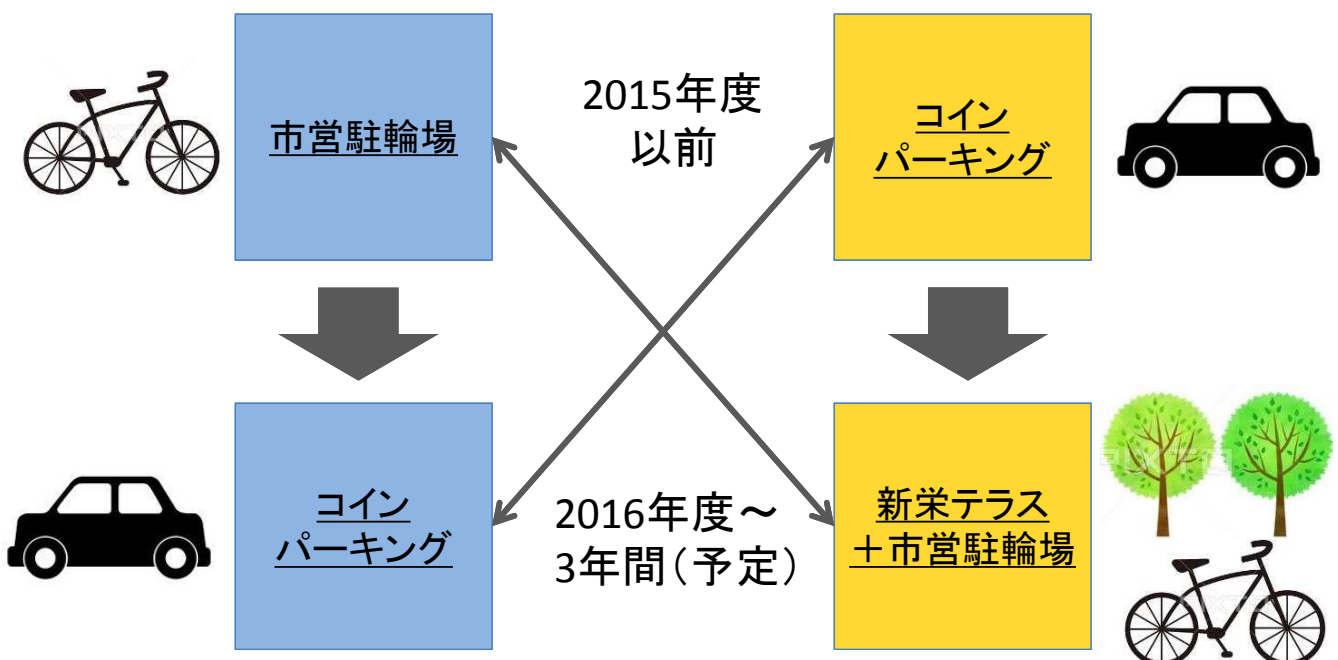 市営駐輪場
2015年度
以前
コイン
パーキング
コイン
パーキング
2016年度～
3年間（予定）
新栄テラス
＋市営駐輪場